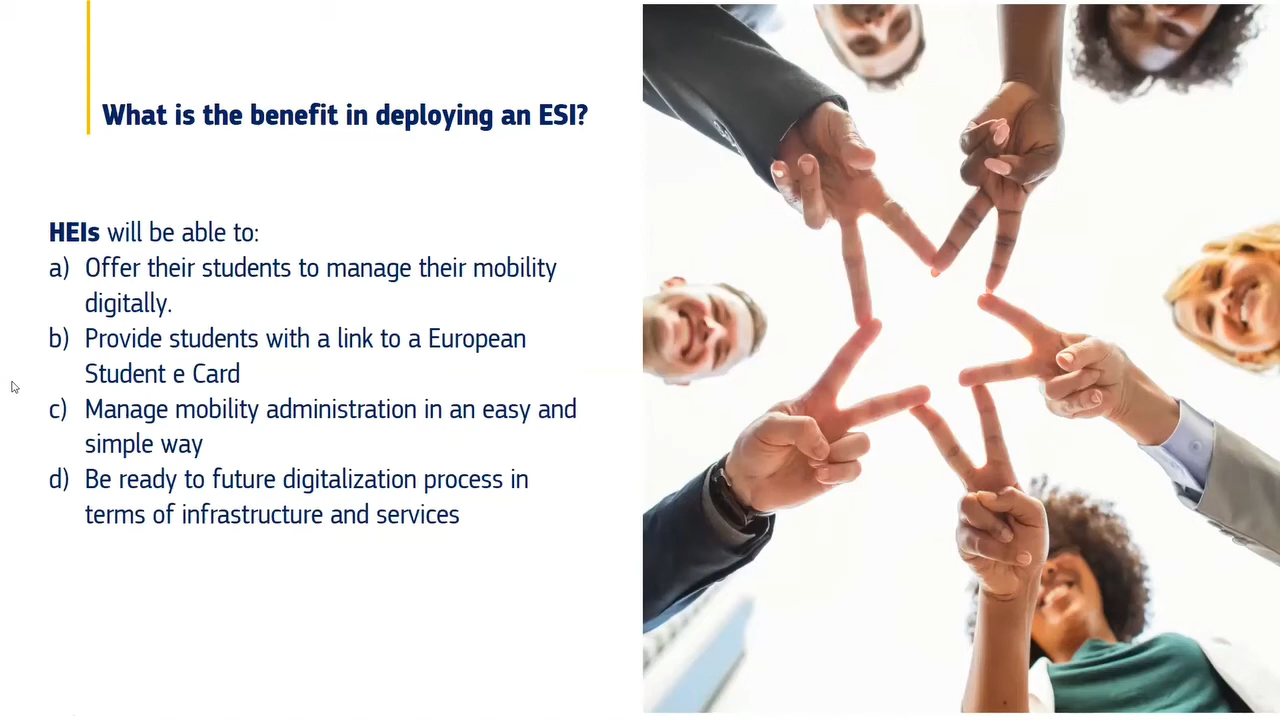 What is the benefit in deploying an ESI?
HEIs will be able to:
a) Offer their students to manage their mobility
digitally.
b) Provide students with a link to a European
Student e Card
c) Manage mobility administration in an easy and
simple way
d) Be ready to future digitalization process in
terms of infrastructure and services